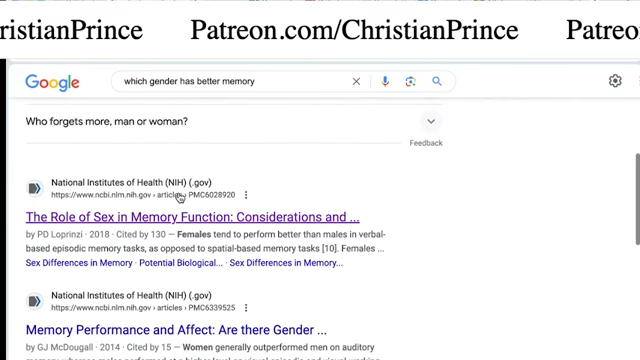 ristianPrince Patreon.com/ChristianPrince Patreo
Google which gender has better memory
Who forgets more, man or woman?
Feedback
National Institutes of Health (NIH) (.gov)
https://www.ncbi.nlm.nih.gov › articles › PMC6028920
The Role of Sex in Memory Function: Considerations and ...
by PD Loprinzi · 2018 · Cited by 130 — Females tend to perform better than males in verbal-
based episodic memory tasks, as opposed to spatial-based memory tasks [10]. Females ...
Sex Differences in Memory · Potential Biological... · Sex Differences in Memory...
National Institutes of Health (NIH) (.gov)
https://www.ncbi.nlm.nih.gov › articles › PMC6339525
Memory Performance and Affect: Are there Gender ...
by GJ McDougall · 2014 · Cited by 15 — Women generally outperformed men on auditory